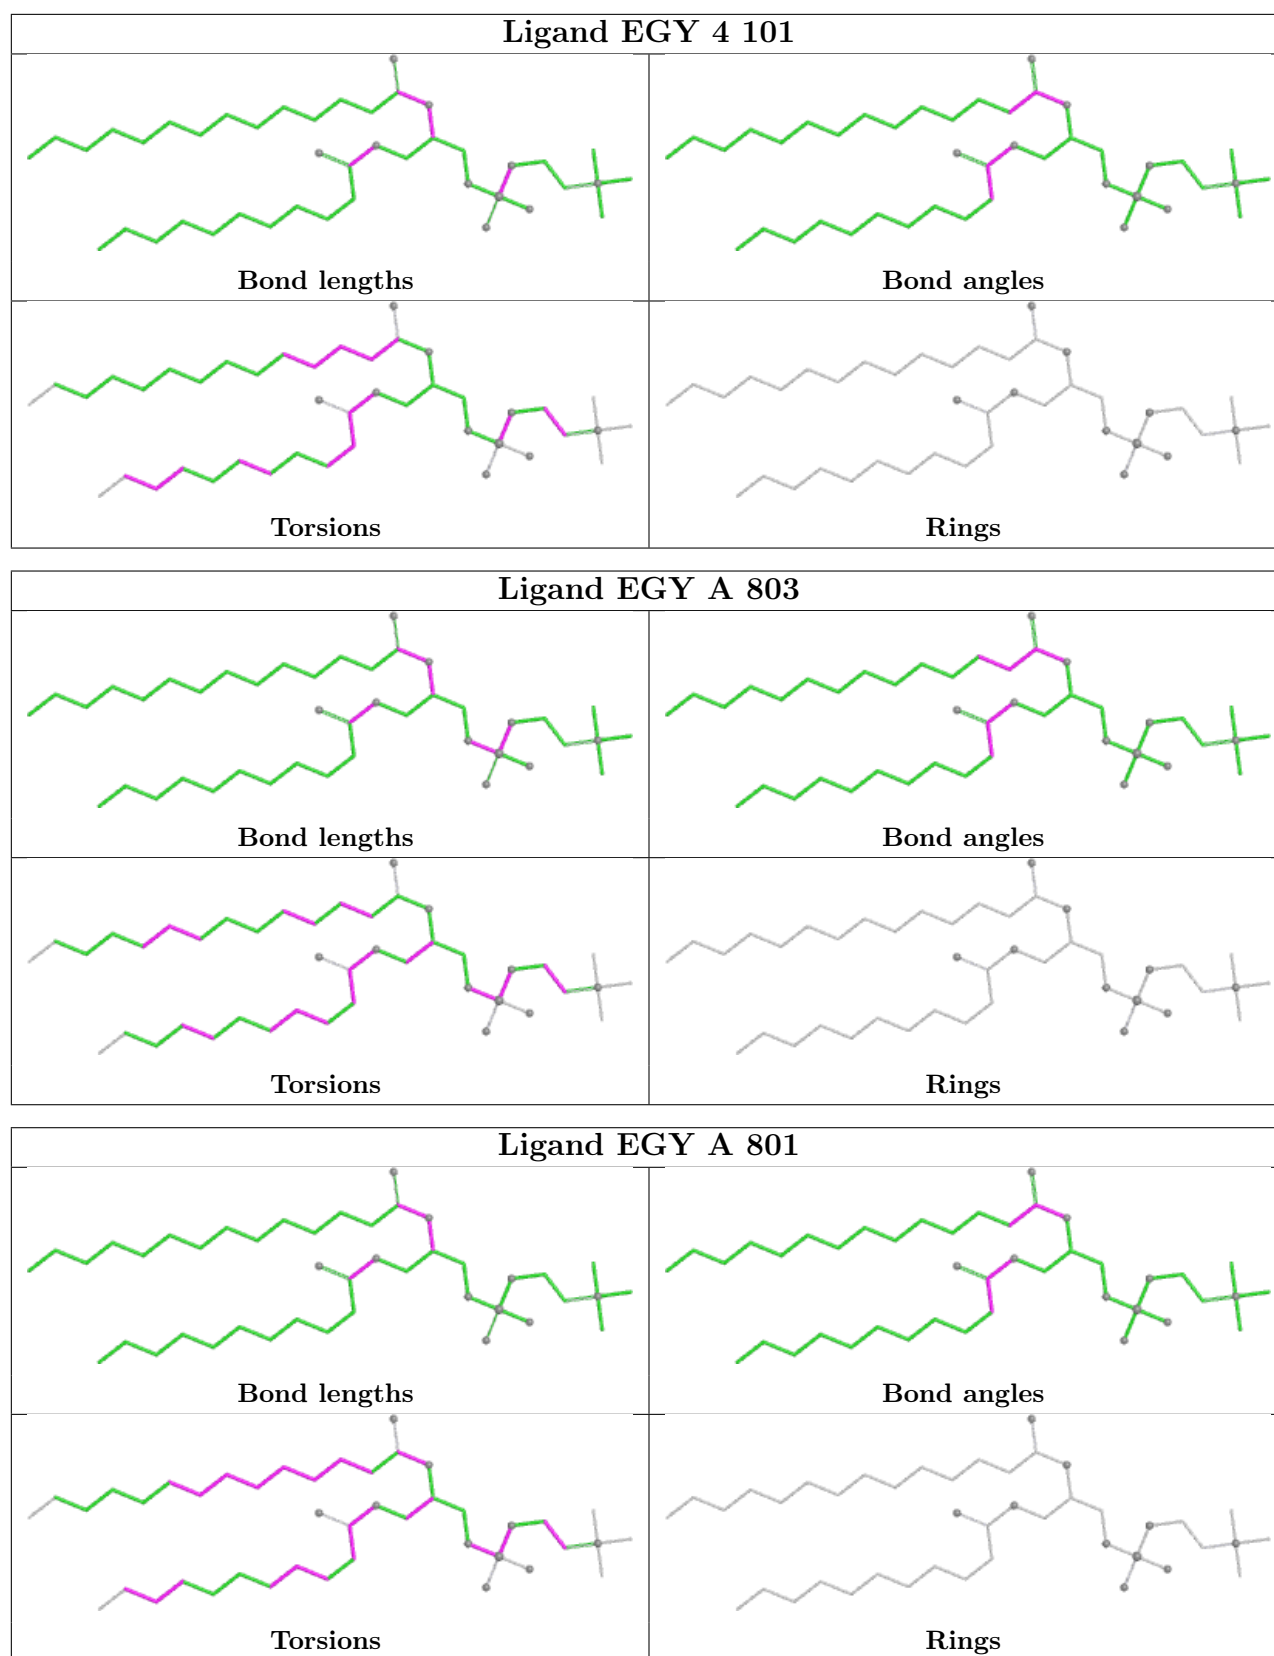 Ligand EGY 4 101
Bond lengths
Bond angles
Torsions
Rings
Ligand EGY A 803
Bond lengths
Bond angles
Torsions
Rings
Ligand EGY A 801
Bond lengths
Bond angles
Torsions
Rings